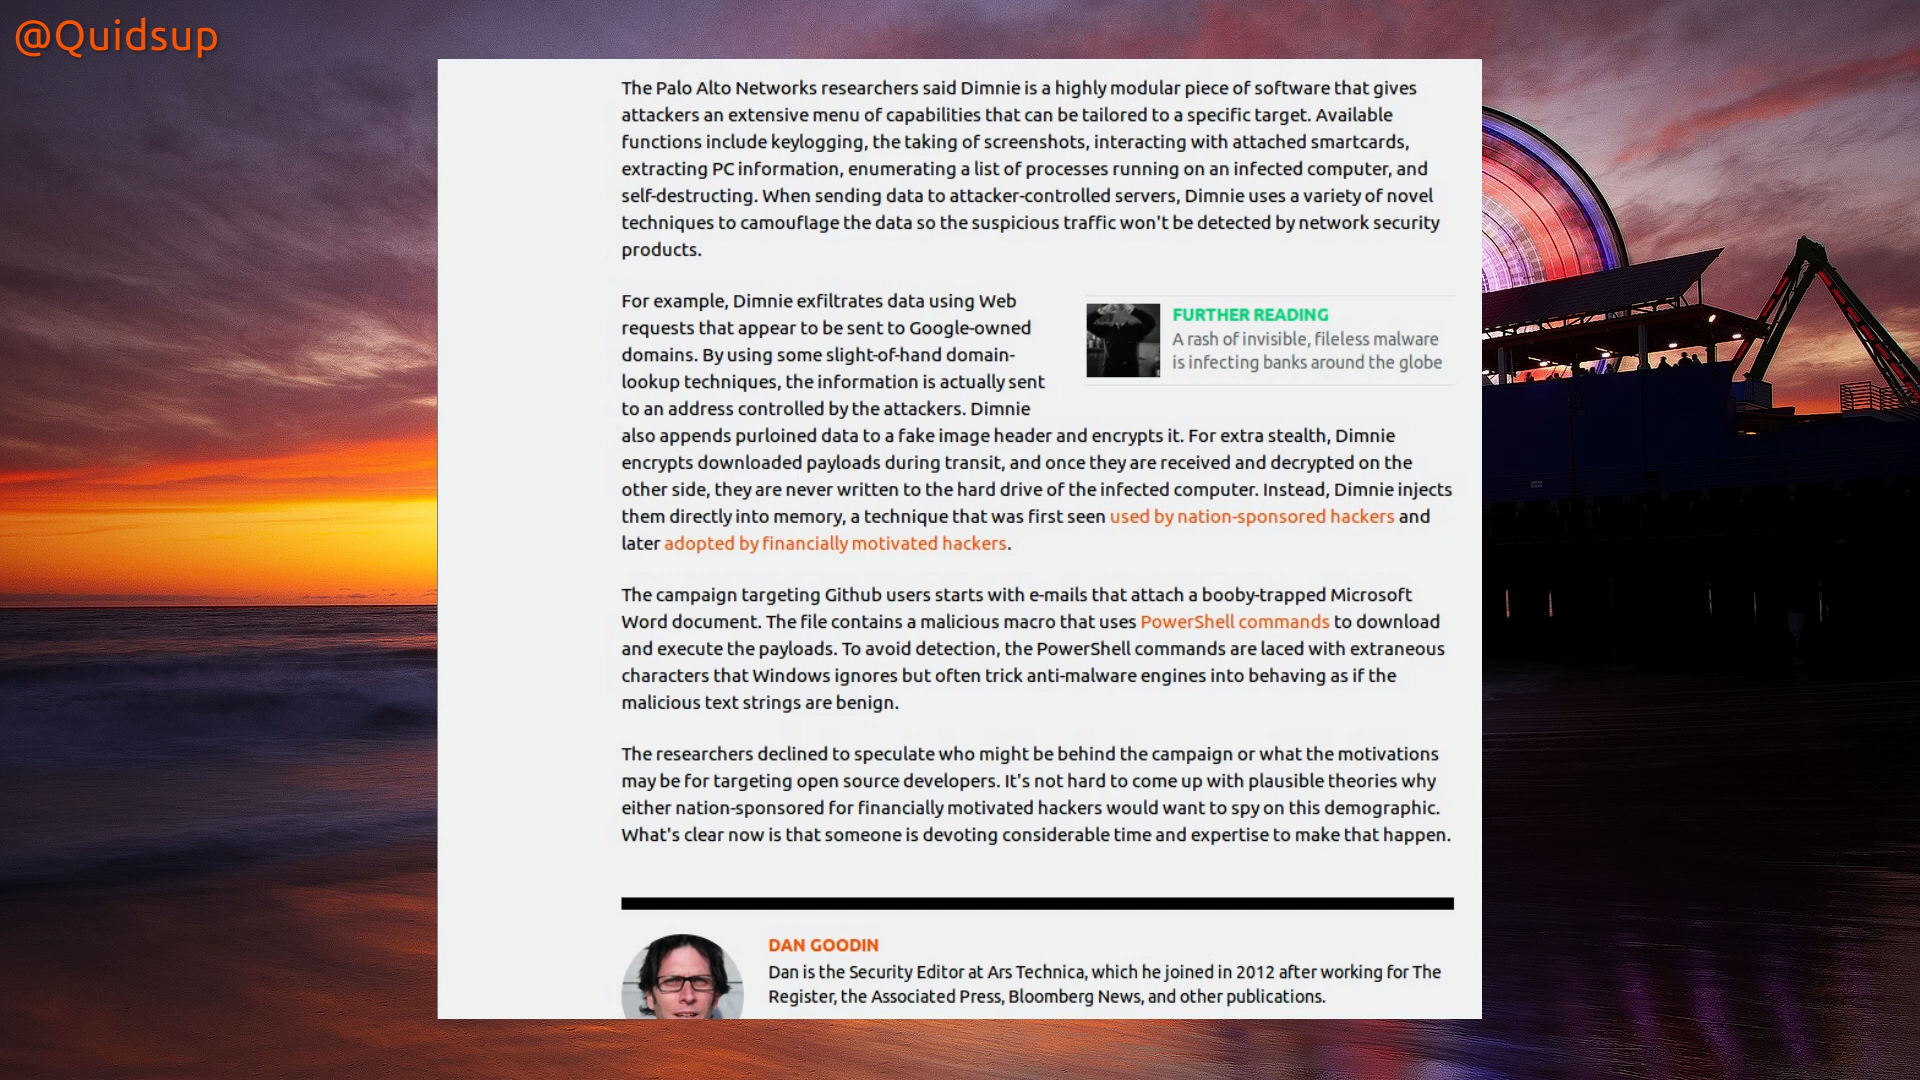 @Quidsup
The Palo Alto Networks researchers said Dimnie is a highly modular piece of software that gives
attackers an extensive menu of capabilities that can be tailored to a specific target. Available
functions include keylogging, the taking of screenshots, interacting with attached smartcards,
extracting PC information, enumerating a list of processes running on an infected computer, and
self-destructing. When sending data to attacker-controlled servers, Dimnie uses a variety of novel
techniques to camouflage the data so the suspicious traffic won't be detected by network security
products.
For example, Dimnie exfiltrates data using Web
requests that appear to be sent to Google-owned
domains. By using some slight-of-hand domain-
lookup techniques, the information is actually sent
to an address controlled by the attackers. Dimnie
FURTHER READING
A rash of invisible, fileless malware
is infecting banks around the globe
also appends purloined data to a fake image header and encrypts it. For extra stealth, Dimnie
encrypts downloaded payloads during transit, and once they are received and decrypted on the
other side, they are never written to the hard drive of the infected computer. Instead, Dimnie injects
them directly into memory, a technique that was first seen used by nation-sponsored hackers and
later adopted by financially motivated hackers.
The campaign targeting Github users starts with e-mails that attach a booby-trapped Microsoft
Word document. The file contains a malicious macro that uses PowerShell commands to download
and execute the payloads. To avoid detection, the PowerShell commands are laced with extraneous
characters that Windows ignores but often trick anti-malware engines into behaving as if the
malicious text strings are benign.
The researchers declined to speculate who might be behind the campaign or what the motivations
may be for targeting open source developers. It's not hard to come up with plausible theories why
either nation-sponsored for financially motivated hackers would want to spy on this demographic.
What's clear now is that someone is devoting considerable time and expertise to make that happen.
DAN GOODIN
Dan is the Security Editor at Ars Technica, which he joined in 2012 after working for The
Register, the Associated Press, Bloomberg News, and other publications.